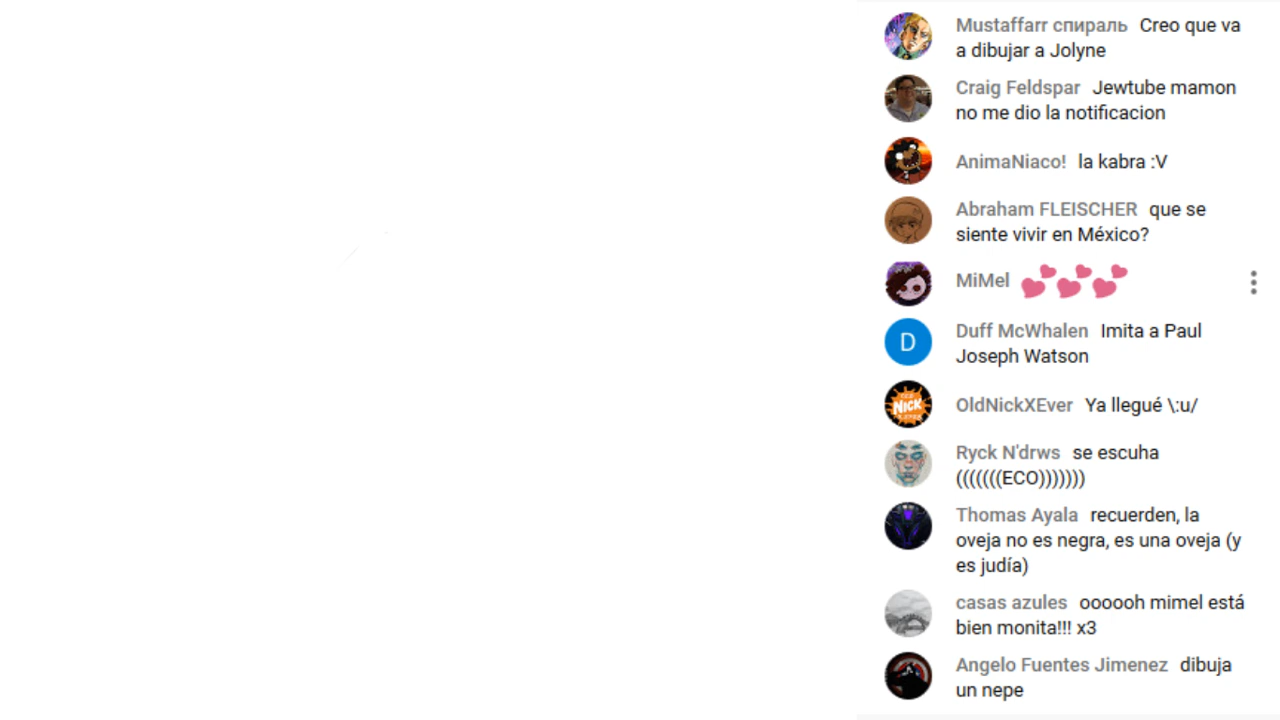 Mustaffarr спираль Creo que va
a dibujar a Jolyne
Craig Feldspar Jewtube mamon
no me dio la notificacion
AnimaNiaco! la kabra :V
Abraham FLEISCHER que se
siente vivir en México?
MiMel 💕💕💕
Duff McWhalen Imita a Paul
D
Joseph Watson
OldNickXEver Ya llegué \:u/
NICK
Ryck N'drws se escuha
(((((((ECO)))))))
Thomas Ayala recuerden, la
oveja no es negra, es una oveja (y
es judía)
casas azules oooooh mimel está
bien monita!!! x3
Angelo Fuentes Jimenez dibuja
un nepe